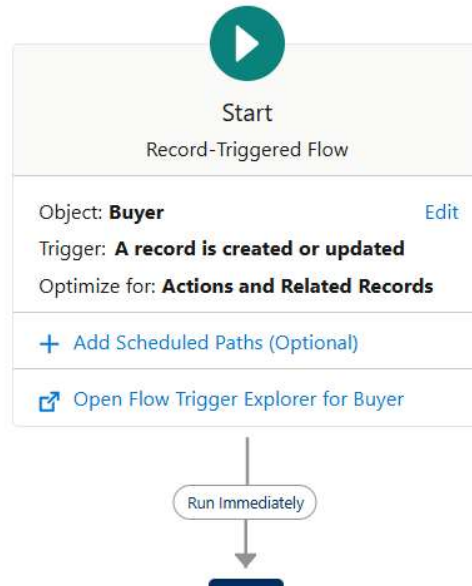 Start
Record-Triggered Flow
Object: Buyer Edit
Trigger: A record is created or updated
Optimize for: Actions and Related Records
+ Add Scheduled Paths (Optional)
Open Flow Trigger Explorer for Buyer
Run Immediately